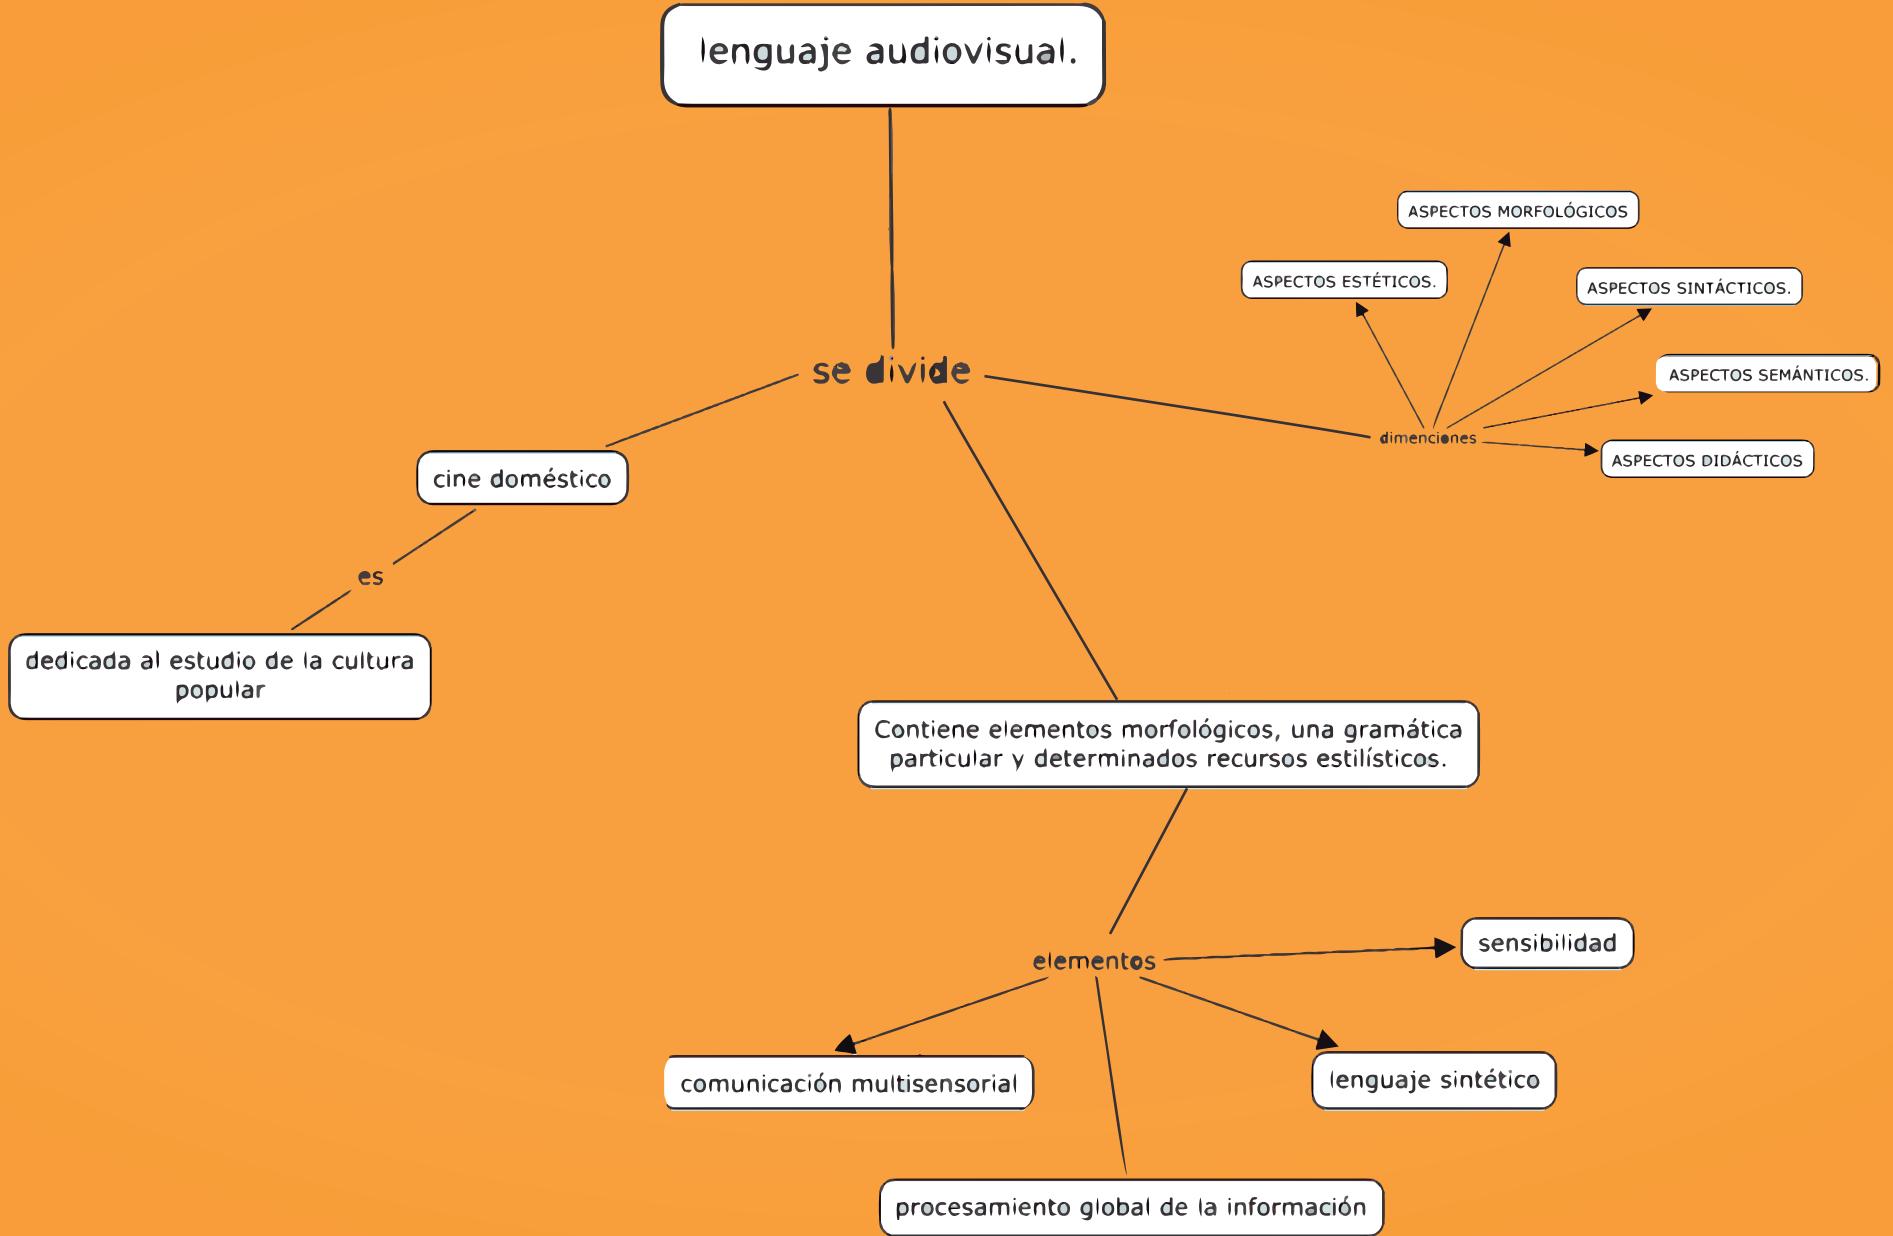 lenguaje audiovisual.
se divide
ASPECTOS MORFOLÓGICOS
ASPECTOS ESTÉTICOS.
ASPECTOS SINTÁCTICOS.
ASPECTOS SEMÁNTICOS.
dimenciones
ASPECTOS DIDÁCTICOS
cine doméstico
es
dedicada al estudio de la cultura
popular
Contiene elementos morfológicos, una gramática
particular y determinados recursos estilísticos.
elementos
sensibilidad
comunicación multisensorial
lenguaje sintético
procesamiento global de la información